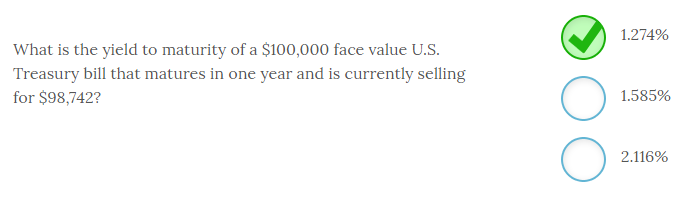 What is the yield to maturity of a $100,000 face value U.S.
Treasury bill that matures in one year and is currently selling
for $98,742?
1.274%
1.585%
2.116%